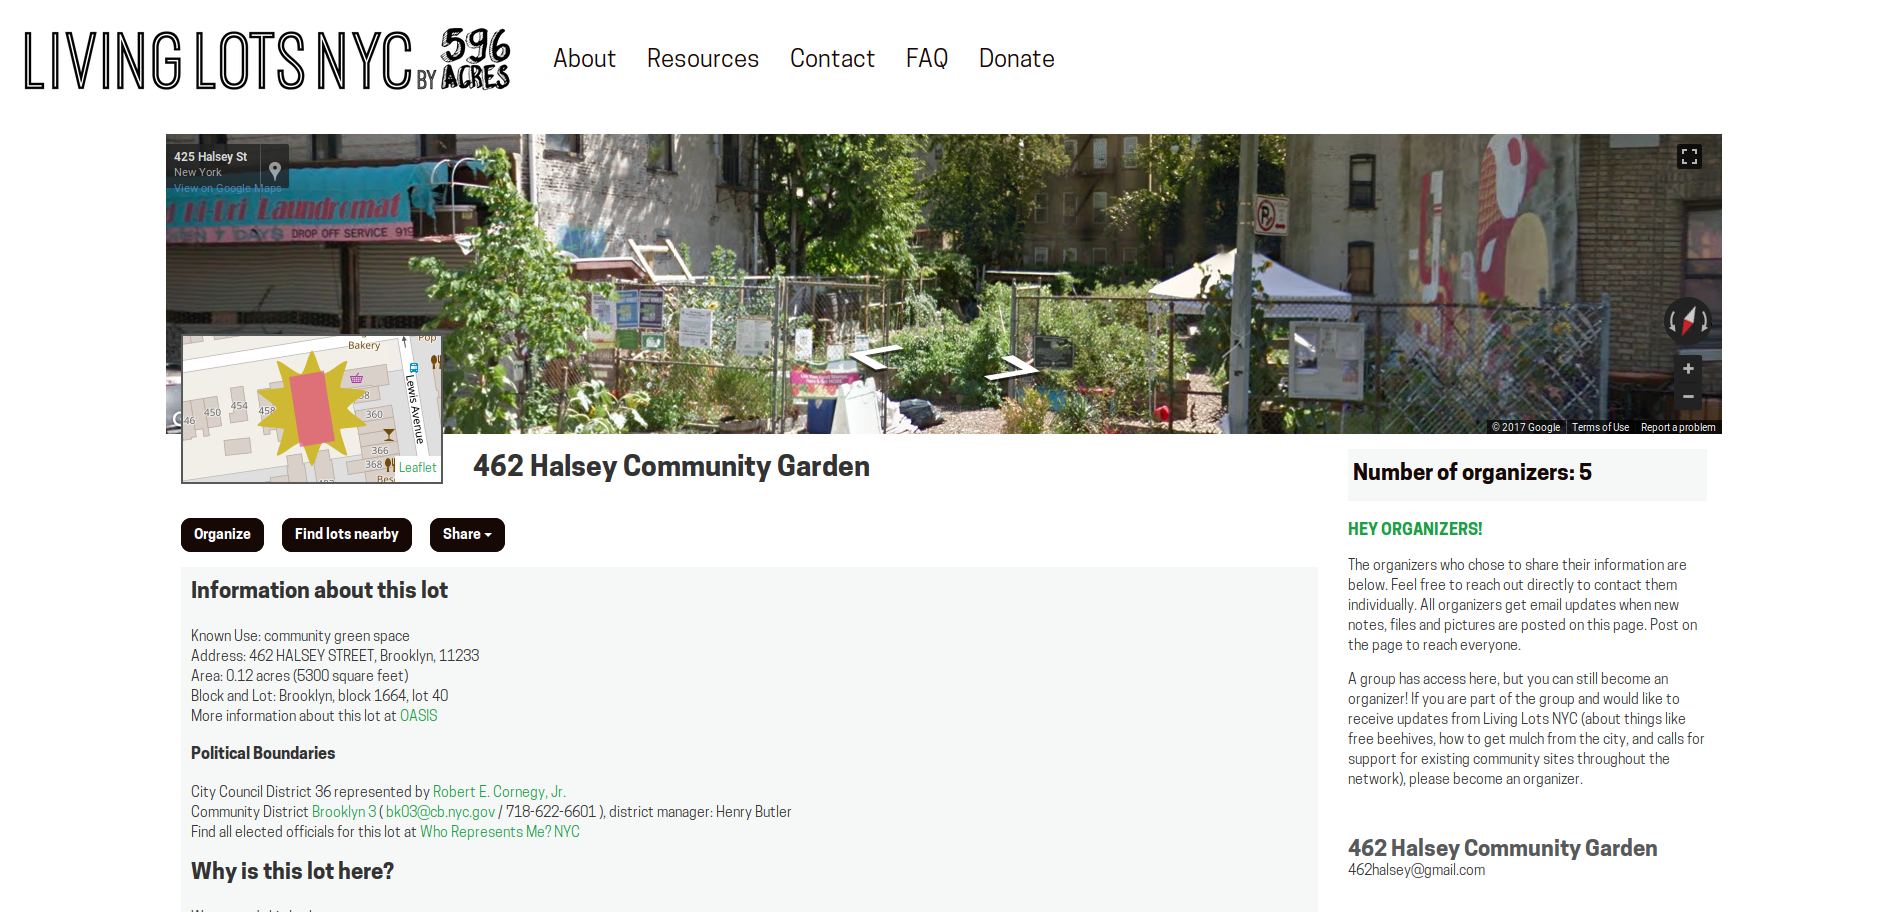 LIVING LOTS NYC BY 596 ACRES
About Resources Contact FAQ Donate
425 Halsey St
New York
View on Google Maps
Laundromat
7 DAYS DROP OFF SERVICE 919
Bakery
Pop
Lewis Avenue
46
450
454
458
58
360
366
368
Leaflet
© 2017 Google
Terms of Use
Report a problem
462 Halsey Community Garden
Organize
Find lots nearby
Share
Information about this lot
Known Use: community green space
Address: 462 HALSEY STREET, Brooklyn, 11233
Area: 0.12 acres (5300 square feet)
Block and Lot: Brooklyn, block 1664, lot 40
More information about this lot at OASIS
Political Boundaries
City Council District 36 represented by Robert E. Cornegy, Jr.
Community District Brooklyn 3 ( bk03@cb.nyc.gov / 718-622-6601 ), district manager: Henry Butler
Find all elected officials for this lot at Who Represents Me? NYC
Why is this lot here?
Number of organizers: 5
HEY ORGANIZERS!
The organizers who chose to share their information are
below. Feel free to reach out directly to contact them
individually. All organizers get email updates when new
notes, files and pictures are posted on this page. Post on
the page to reach everyone.
A group has access here, but you can still become an
organizer! If you are part of the group and would like to
receive updates from Living Lots NYC (about things like
free beehives, how to get mulch from the city, and calls for
support for existing community sites throughout the
network), please become an organizer.
462 Halsey Community Garden
462halsey@gmail.com